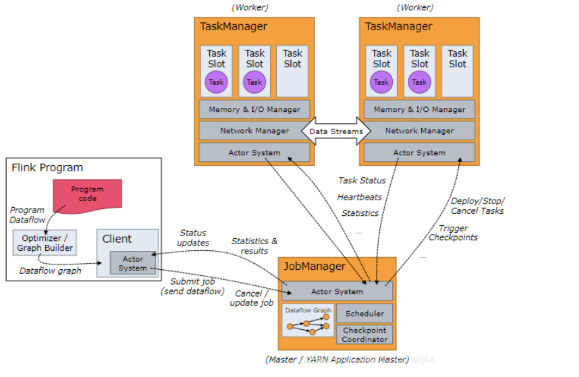 (Worker)
(Worker)
TaskManager
TaskManager
Task
Slot
Task
Slot
Task
Slot
Task
Slot
Task
Slot
Task
Slot
Task
Task
Task
Task
Memory & I/O Manager
Memory & I/O Manager
Network Manager
Data Streams
Network Manager
Actor System
Actor System
Flink Program
Program
code
Program
Dataflow
Optimizer /
Graph Builder
Dataflow graph
Client
Actor
System
Task Status
Heartbeats
Statistics
...
Deploy/Stop/
Cancel Tasks
Trigger
Checkpoints
...
Status
updates
Statistics &
results
Submit job
(send dataflow)
Cancel /
update job
JobManager
Actor System
Dataflow Graph
Scheduler
Checkpoint
Coordinator
(Master / YARN Application Master)